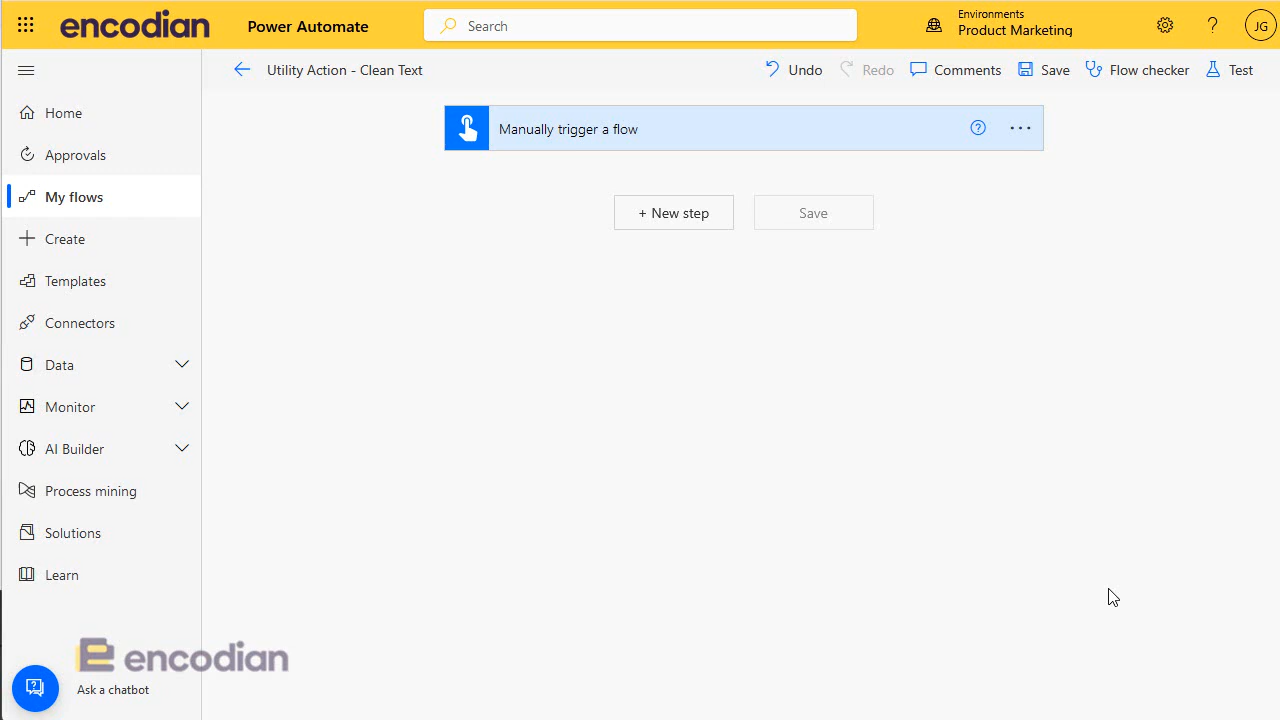 encodian
Power Automate
Search
Environments
Product Marketing
JG
Utility Action - Clean Text
Undo
Redo
Comments
Save
Flow checker
Test
Home
Approvals
My flows
Create
Templates
Connectors
Data
Monitor
AI Builder
Process mining
Solutions
Learn
Manually trigger a flow
+ New step
Save
encodian
Ask a chatbot